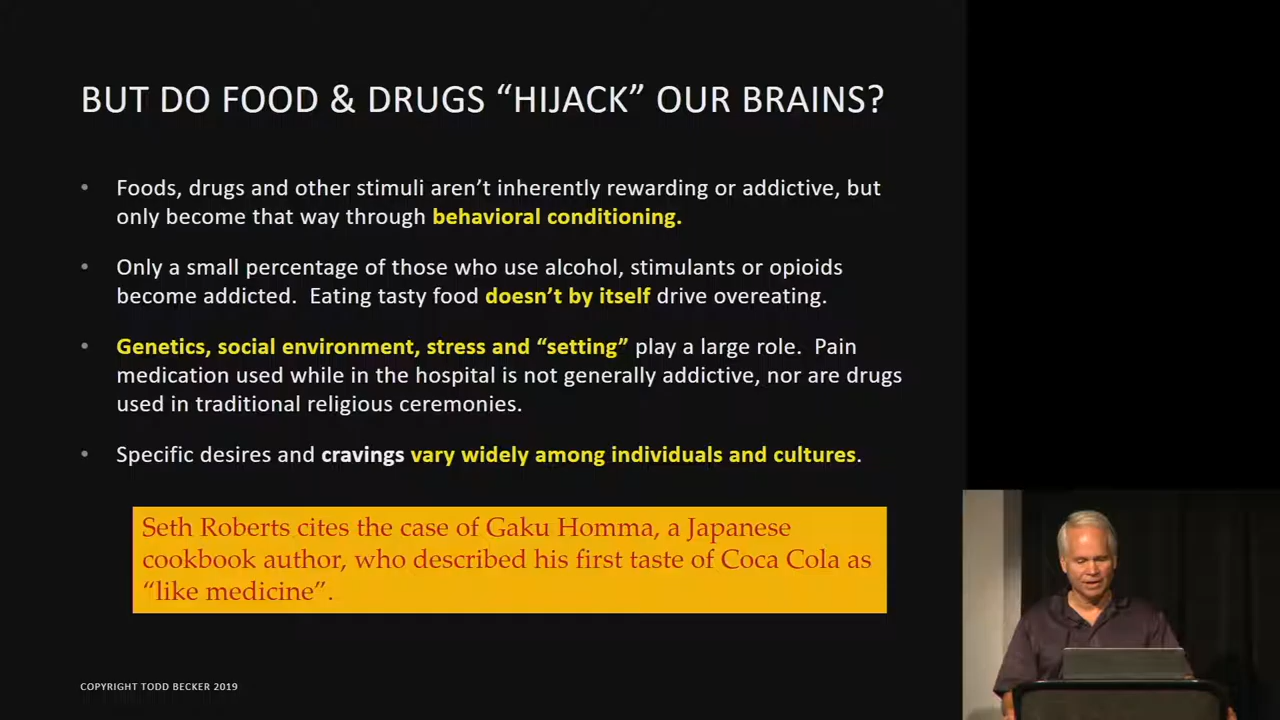 BUT DO FOOD & DRUGS “HIJACK” OUR BRAINS?
• Foods, drugs and other stimuli aren’t inherently rewarding or addictive, but
only become that way through behavioral conditioning.
• Only a small percentage of those who use alcohol, stimulants or opioids
become addicted. Eating tasty food doesn’t by itself drive overeating.
• Genetics, social environment, stress and “setting” play a large role. Pain
medication used while in the hospital is not generally addictive, nor are drugs
used in traditional religious ceremonies.
• Specific desires and cravings vary widely among individuals and cultures.
Seth Roberts cites the case of Gaku Homma, a Japanese
cookbook author, who described his first taste of Coca Cola as
“like medicine”.
COPYRIGHT TODD BECKER 2019